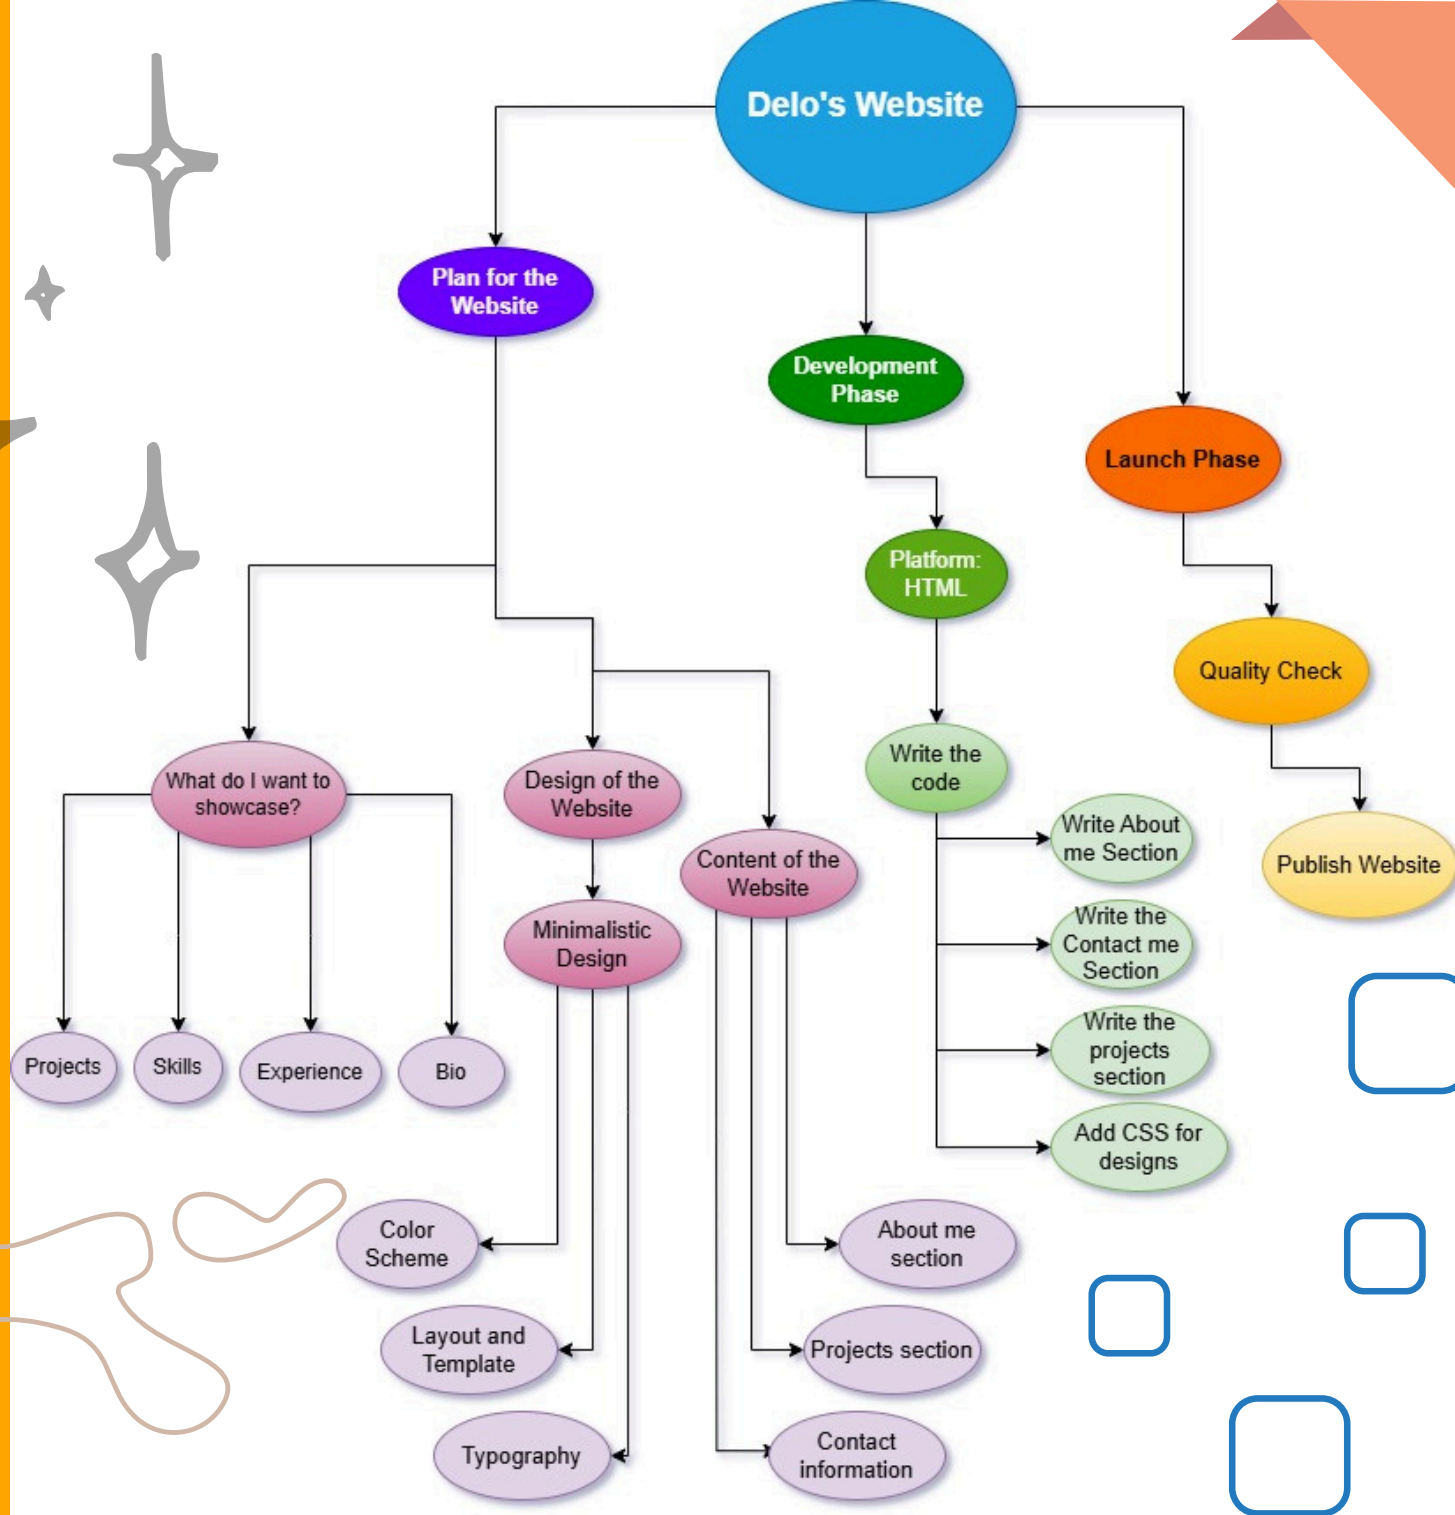 Delo's Website
Plan for the
Website
Development
Phase
Launch Phase
Platform:
HTML
Quality Check
Write the
code
What do I want to
showcase?
Design of the
Website
Content of the
Website
Write About
me Section
Publish Website
Minimalistic
Design
Write the
Contact me
Section
Write the
projects
section
Projects
Skills
Experience
Bio
Add CSS for
designs
Color
Scheme
About me
section
Layout and
Template
Projects section
Typography
Contact
information